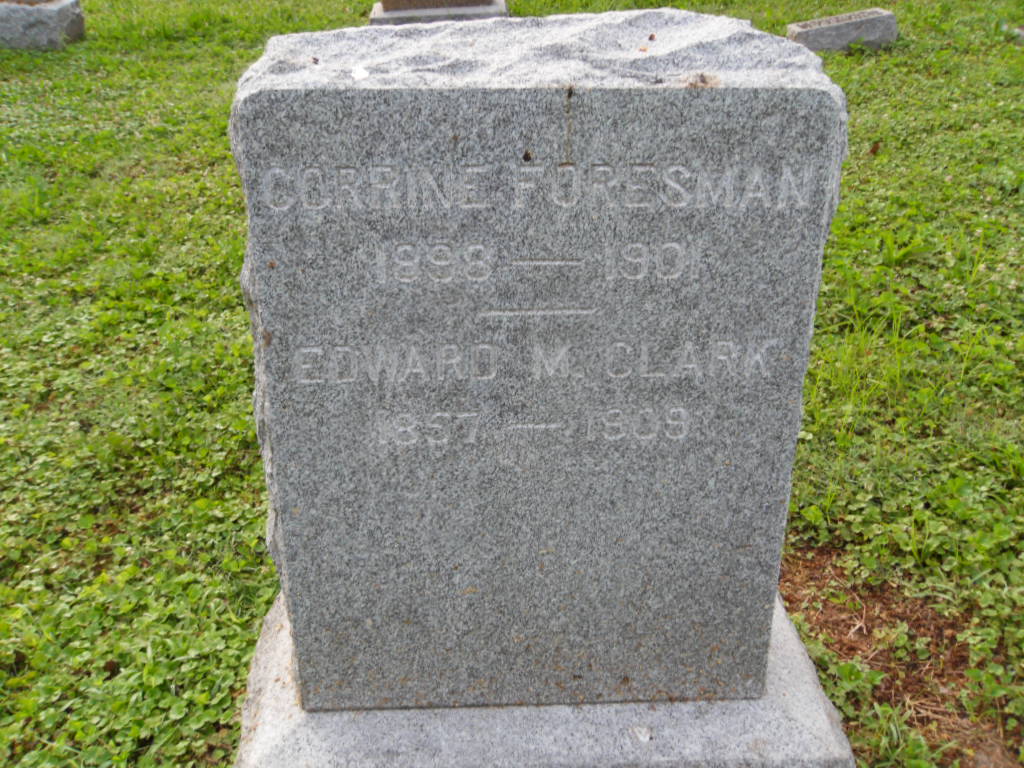 CORRINE FORESMAN
1898 — 1901
EDWARD M. CLARK
1857 — 1909